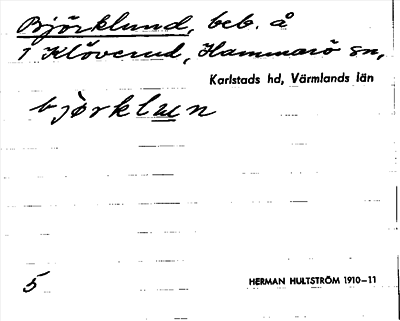 Björklund, beb. å
1 Klöverud, Hammarö sn,
Karlstads hd, Värmlands län
bjørklun
5
HERMAN HULTSTRÖM 1910–11